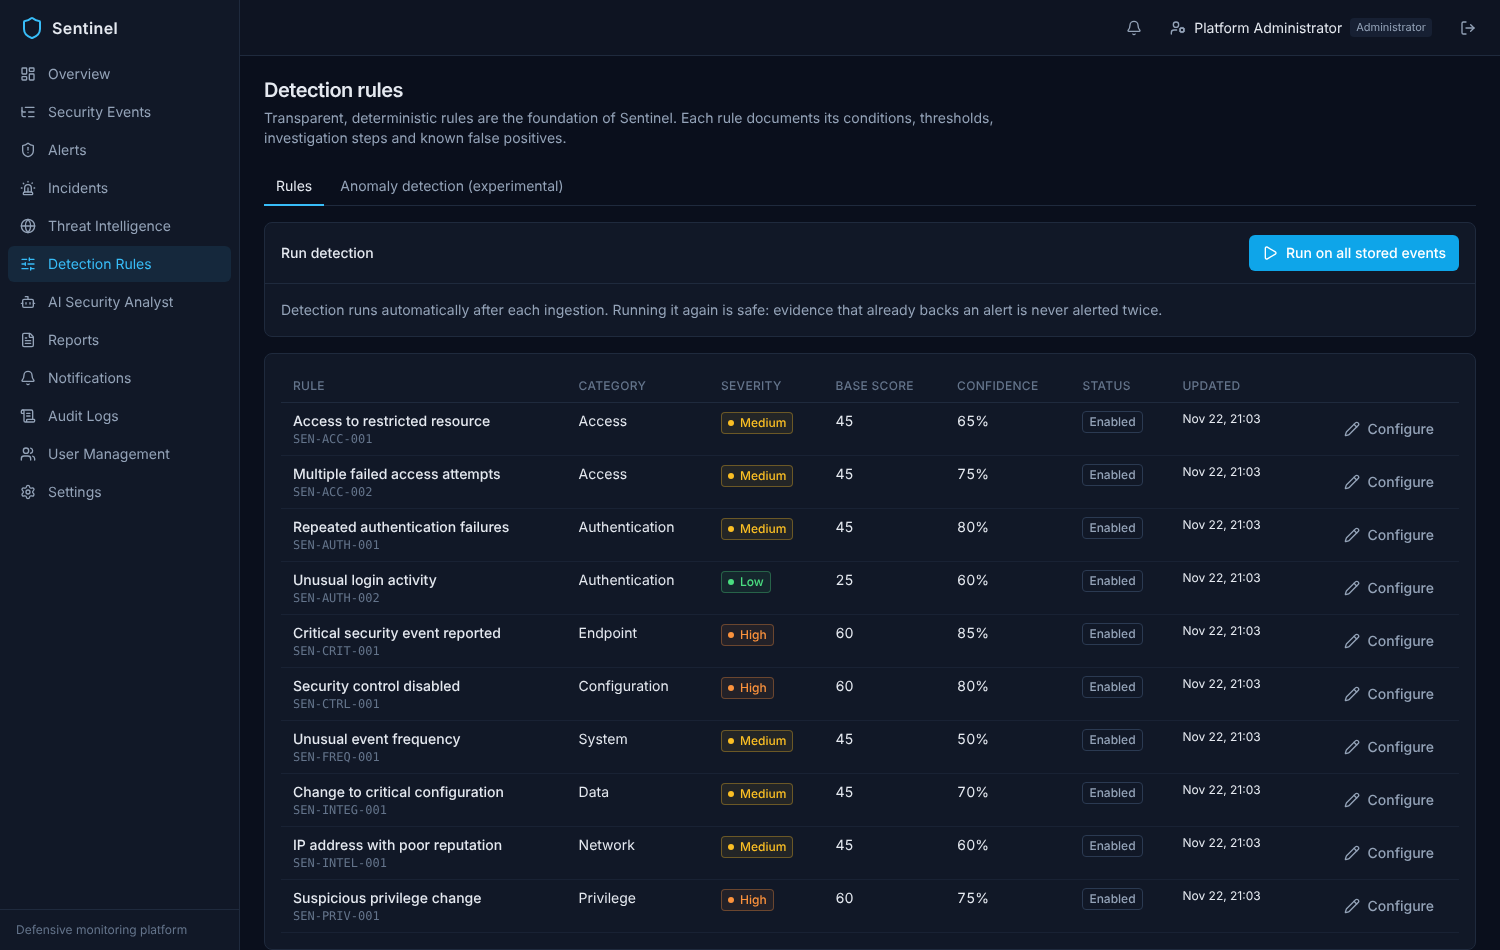 Sentinel
Overview
Security Events
Alerts
Incidents
Threat Intelligence
Detection Rules
AI Security Analyst
Reports
Notifications
Audit Logs
User Management
Settings
Defensive monitoring platform
Platform Administrator Administrator
Detection rules
Transparent, deterministic rules are the foundation of Sentinel. Each rule documents its conditions, thresholds,
investigation steps and known false positives.
Rules Anomaly detection (experimental)
Run detection Run on all stored events
Detection runs automatically after each ingestion. Running it again is safe: evidence that already backs an alert is never alerted twice.
RULE CATEGORY SEVERITY BASE SCORE CONFIDENCE STATUS UPDATED
Access to restricted resource Access Medium 45 65% Enabled Nov 22, 21:03 Configure
SEN-ACC-001
Multiple failed access attempts Access Medium 45 75% Enabled Nov 22, 21:03 Configure
SEN-ACC-002
Repeated authentication failures Authentication Medium 45 80% Enabled Nov 22, 21:03 Configure
SEN-AUTH-001
Unusual login activity Authentication Low 25 60% Enabled Nov 22, 21:03 Configure
SEN-AUTH-002
Critical security event reported Endpoint High 60 85% Enabled Nov 22, 21:03 Configure
SEN-CRIT-001
Security control disabled Configuration High 60 80% Enabled Nov 22, 21:03 Configure
SEN-CTRL-001
Unusual event frequency System Medium 45 50% Enabled Nov 22, 21:03 Configure
SEN-FREQ-001
Change to critical configuration Data Medium 45 70% Enabled Nov 22, 21:03 Configure
SEN-INTEG-001
IP address with poor reputation Network Medium 45 60% Enabled Nov 22, 21:03 Configure
SEN-INTEL-001
Suspicious privilege change Privilege High 60 75% Enabled Nov 22, 21:03 Configure
SEN-PRIV-001